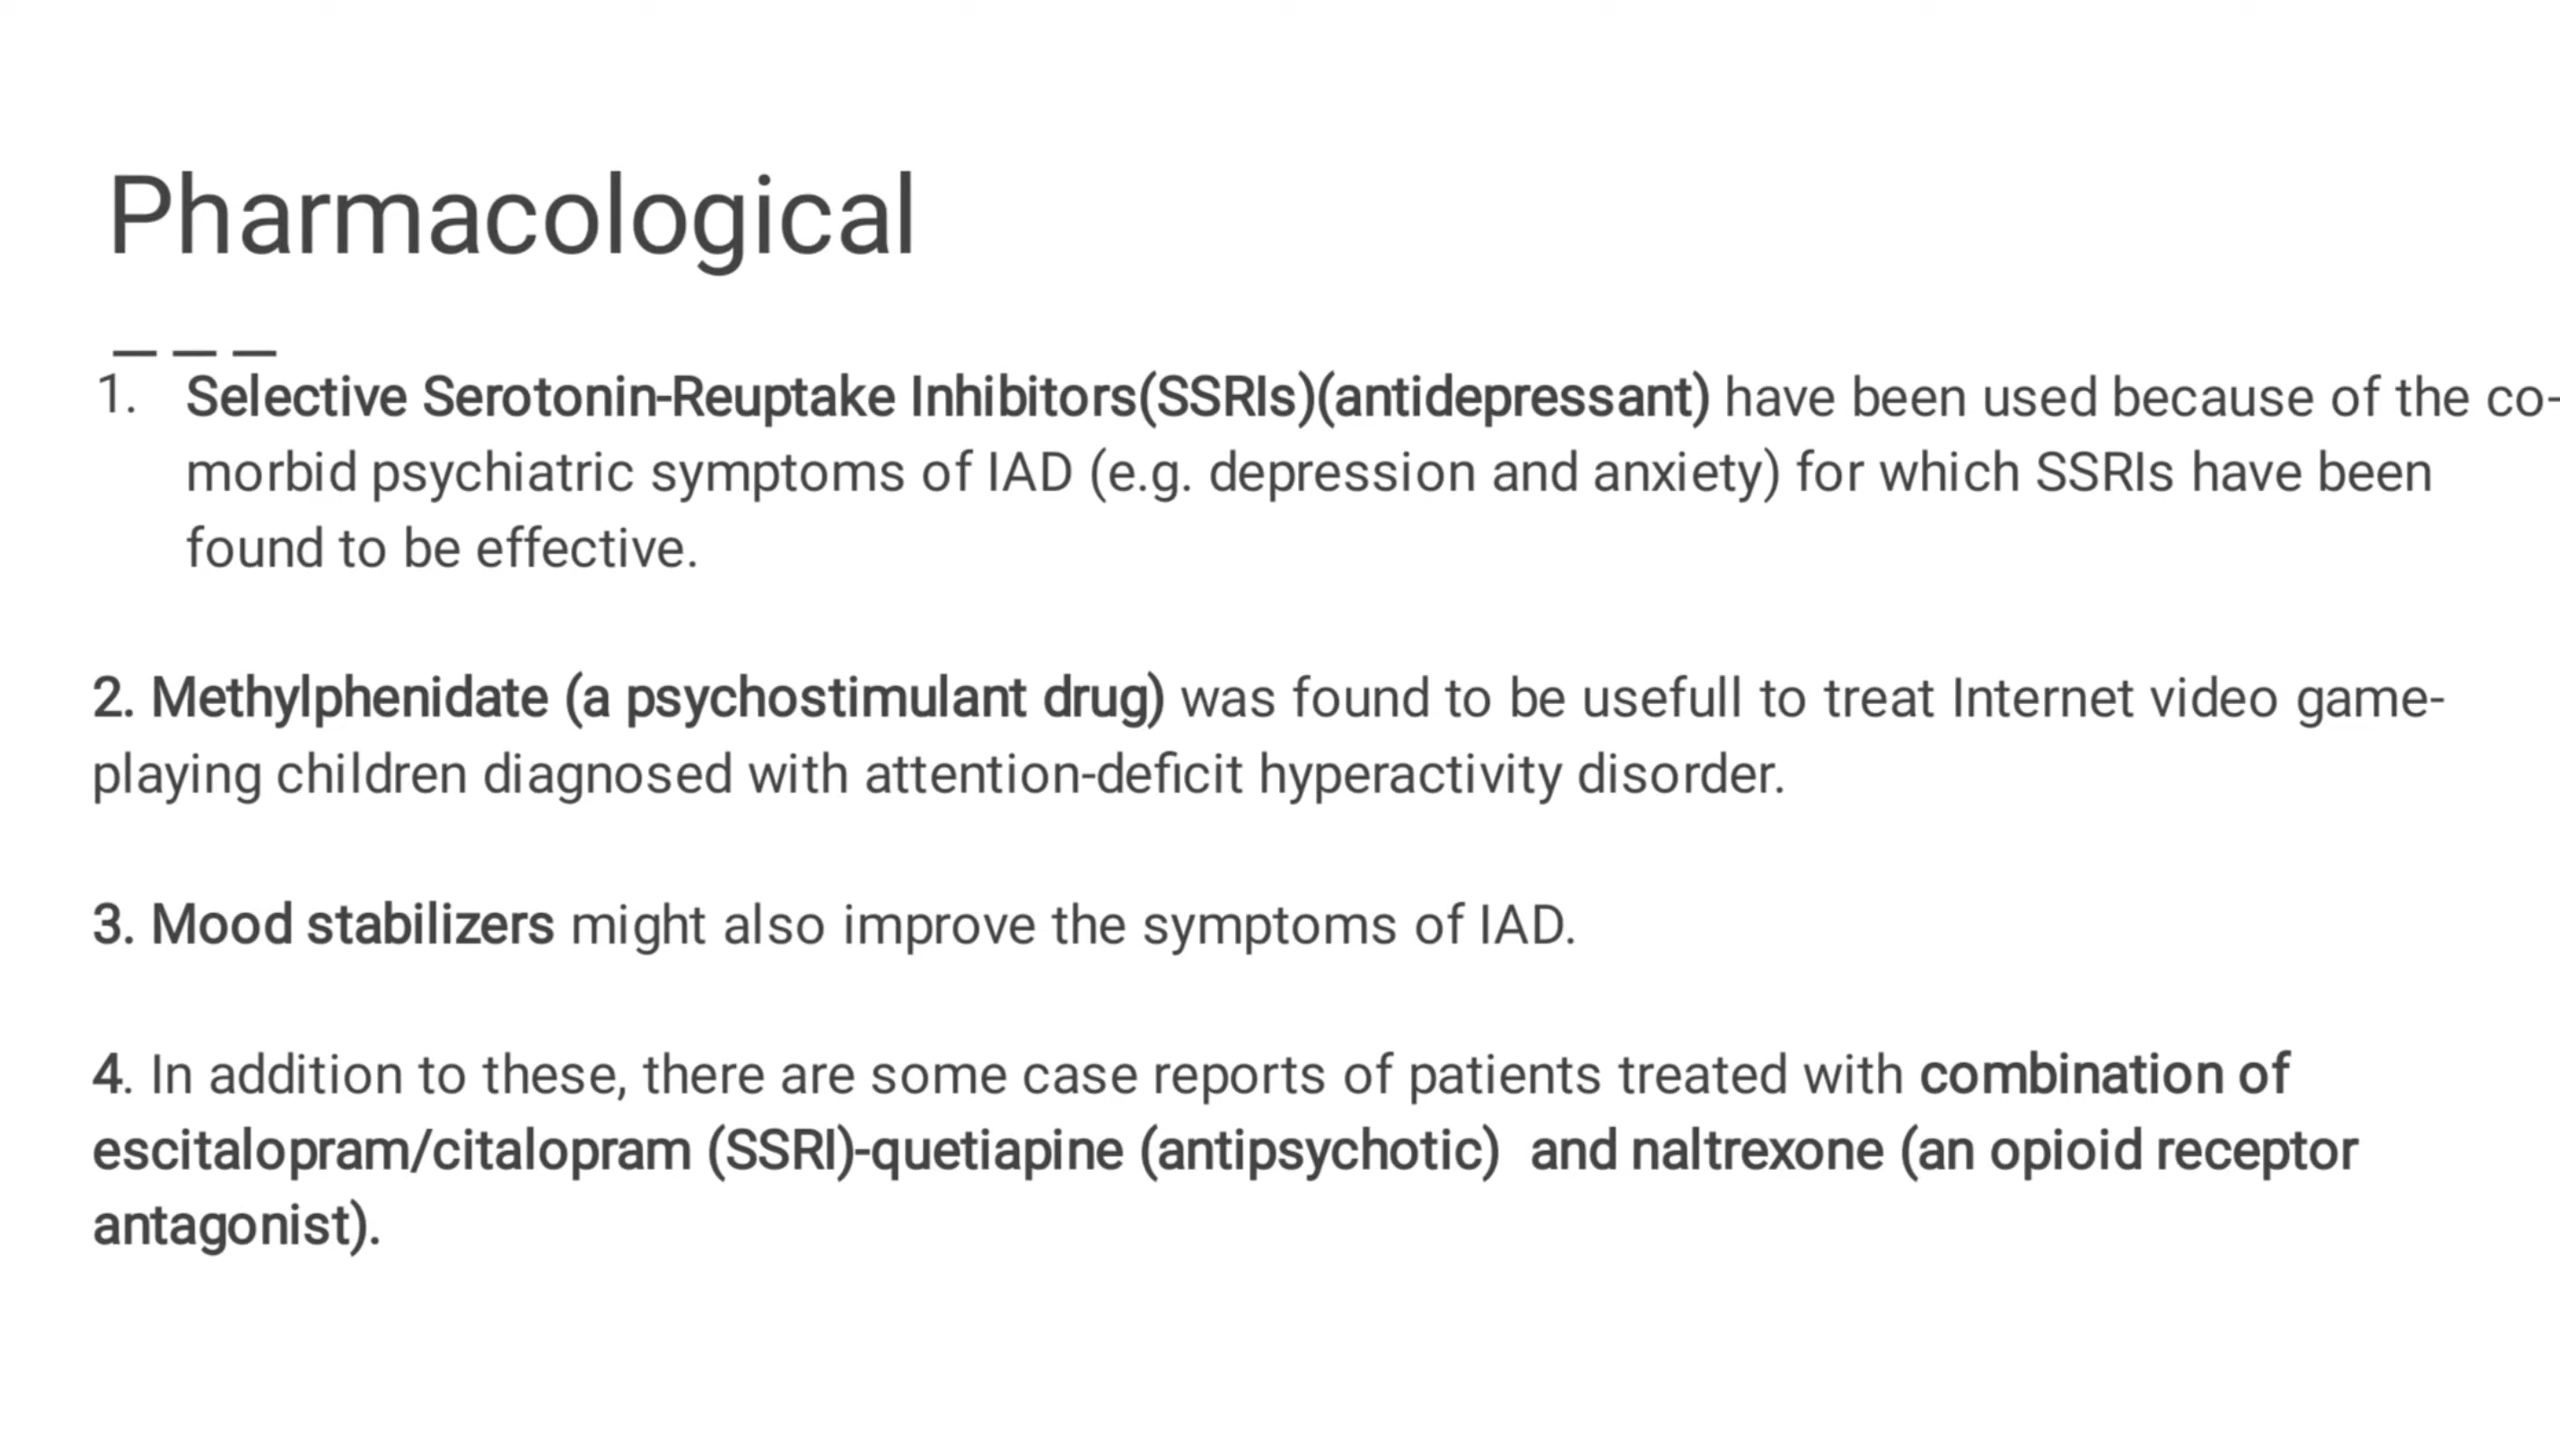 Pharmacological
1. Selective Serotonin-Reuptake Inhibitors(SSRIs)(antidepressant) have been used because of the co-
morbid psychiatric symptoms of IAD (e.g. depression and anxiety) for which SSRIs have been
found to be effective.
2. Methylphenidate (a psychostimulant drug) was found to be usefull to treat Internet video game-
playing children diagnosed with attention-deficit hyperactivity disorder.
3. Mood stabilizers might also improve the symptoms of IAD.
4. In addition to these, there are some case reports of patients treated with combination of
escitalopram/citalopram (SSRI)-quetiapine (antipsychotic)  and naltrexone (an opioid receptor
antagonist).